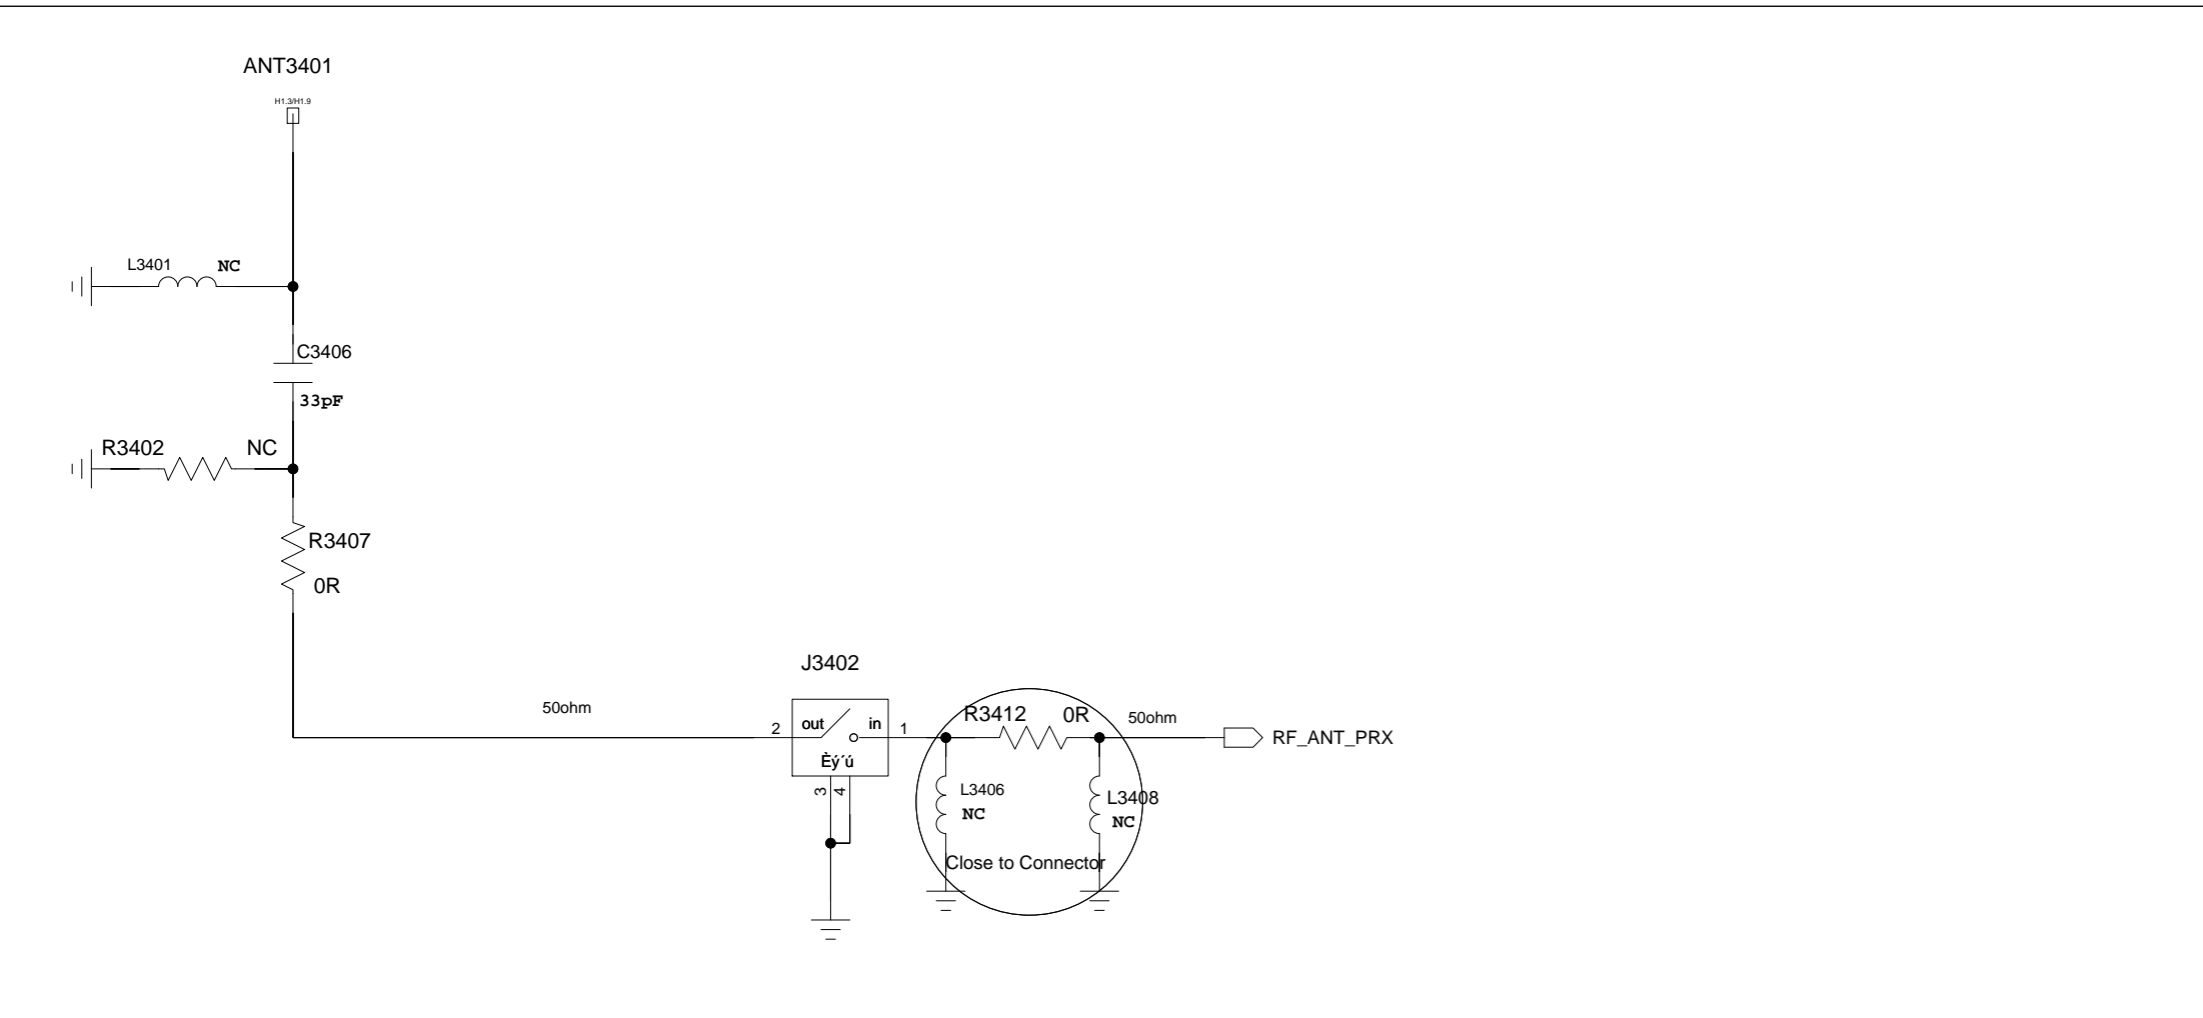 ANT3401
H1.3/H1.9
L3401 NC
C3406
33pF
R3402 NC
R3407
0R
J3402
50ohm
2 out in 1
Èý´ú
3
4
R3412 0R
50ohm
RF_ANT_PRX
L3406
NC
L3408
NC
Close to Connector